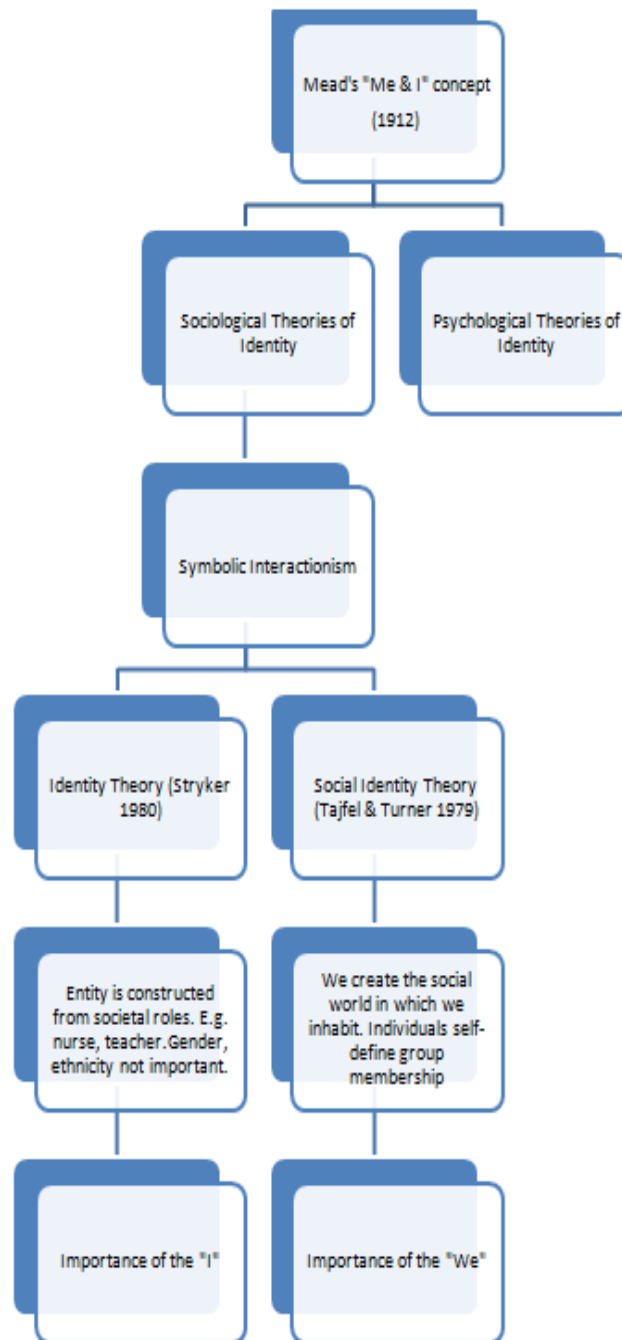 Mead's "Me & I" concept
(1912)
Sociological Theories of
Identity
Psychological Theories of
Identity
Symbolic Interactionism
Identity Theory (Stryker
1980)
Social Identity Theory
(Tajfel & Turner 1979)
Entity is constructed
from societal roles. E.g.
nurse, teacher.Gender,
ethnicity not important.
We create the social
world in which we
inhabit. Individuals self-
define group
membership
Importance of the "I"
Importance of the "We"